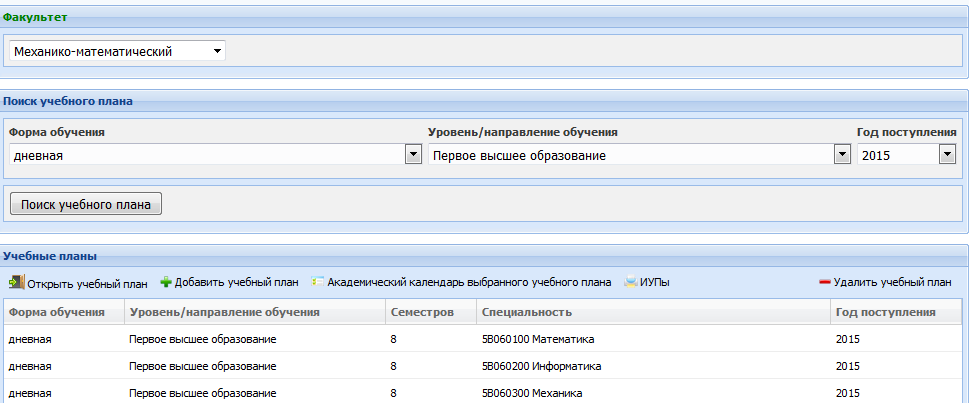 Факультет
Механико-математический
Поиск учебного плана
Форма обучения Уровень/направление обучения Год поступления
дневная Первое высшее образование 2015
Поиск учебного плана
Учебные планы
Открыть учебный план Добавить учебный план Академический календарь выбранного учебного плана ИУПы Удалить учебный план
Форма обучения Уровень/направление обучения Семестров Специальность Год поступления
дневная Первое высшее образование 8 5B060100 Математика 2015
дневная Первое высшее образование 8 5B060200 Информатика 2015
дневная Первое высшее образование 8 5B060300 Механика 2015